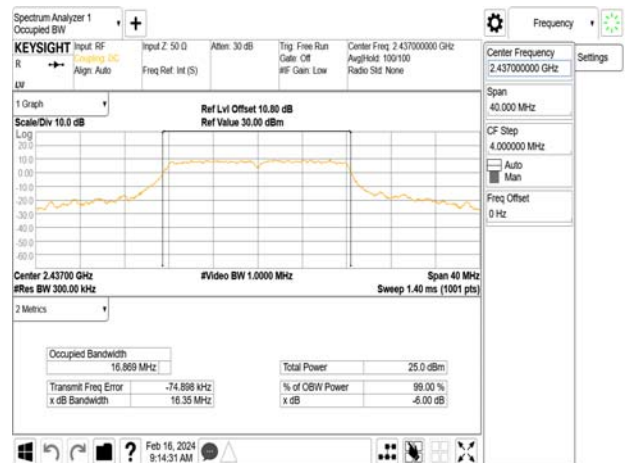 Spectrum Analyzer 1
Occupied BW
Frequency
KEYSIGHT Input: RF Input Z: 50 Ω Atten: 30 dB Trig: Free Run Center Freq: 2.437000000 GHz
R Coupling: DC Gate: Off Avg|Hold: 100/100
Align: Auto Freq Ref: Int (S) #IF Gain: Low Radio Std: None
Center Frequency
2.437000000 GHz
Settings
Span
40.000 MHz
CF Step
4.000000 MHz
Auto
Man
Freq Offset
0 Hz
1 Graph
Ref Lvl Offset 10.80 dB
Scale/Div 10.0 dB Ref Value 30.00 dBm
Log
20.0
10.0
0.00
-10.0
-20.0
-30.0
-40.0
-50.0
-60.0
Center 2.43700 GHz #Video BW 1.0000 MHz Span 40 MHz
#Res BW 300.00 kHz Sweep 1.40 ms (1001 pts)
2 Metrics
Occupied Bandwidth
16.869 MHz
Total Power 25.0 dBm
Transmit Freq Error -74.898 kHz % of OBW Power 99.00 %
x dB Bandwidth 16.35 MHz x dB -6.00 dB
?
Feb 16, 2024
9:14:31 AM